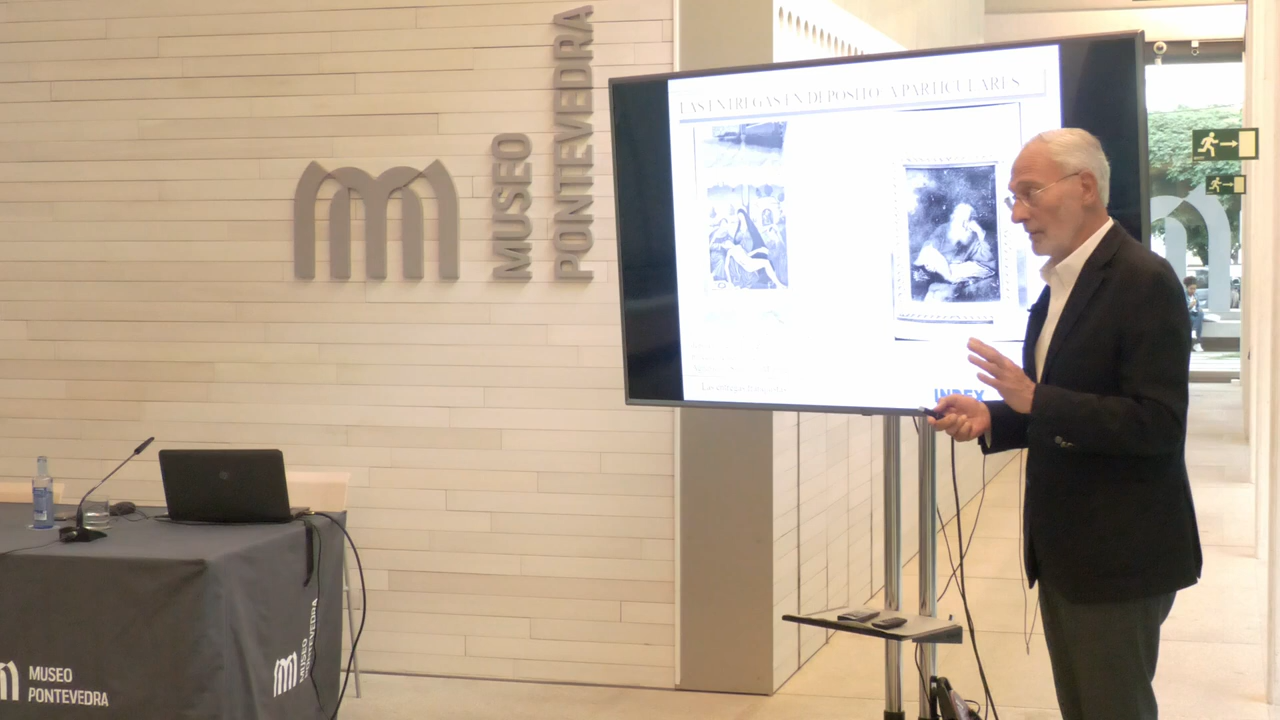 MUSEO
PONTEVEDRA
LAS ENTREGAS EN DEPÓSITO A PARTICULARES
INDEX
MUSEO
PONTEVEDRA
MUSEO
PONTEVEDRA